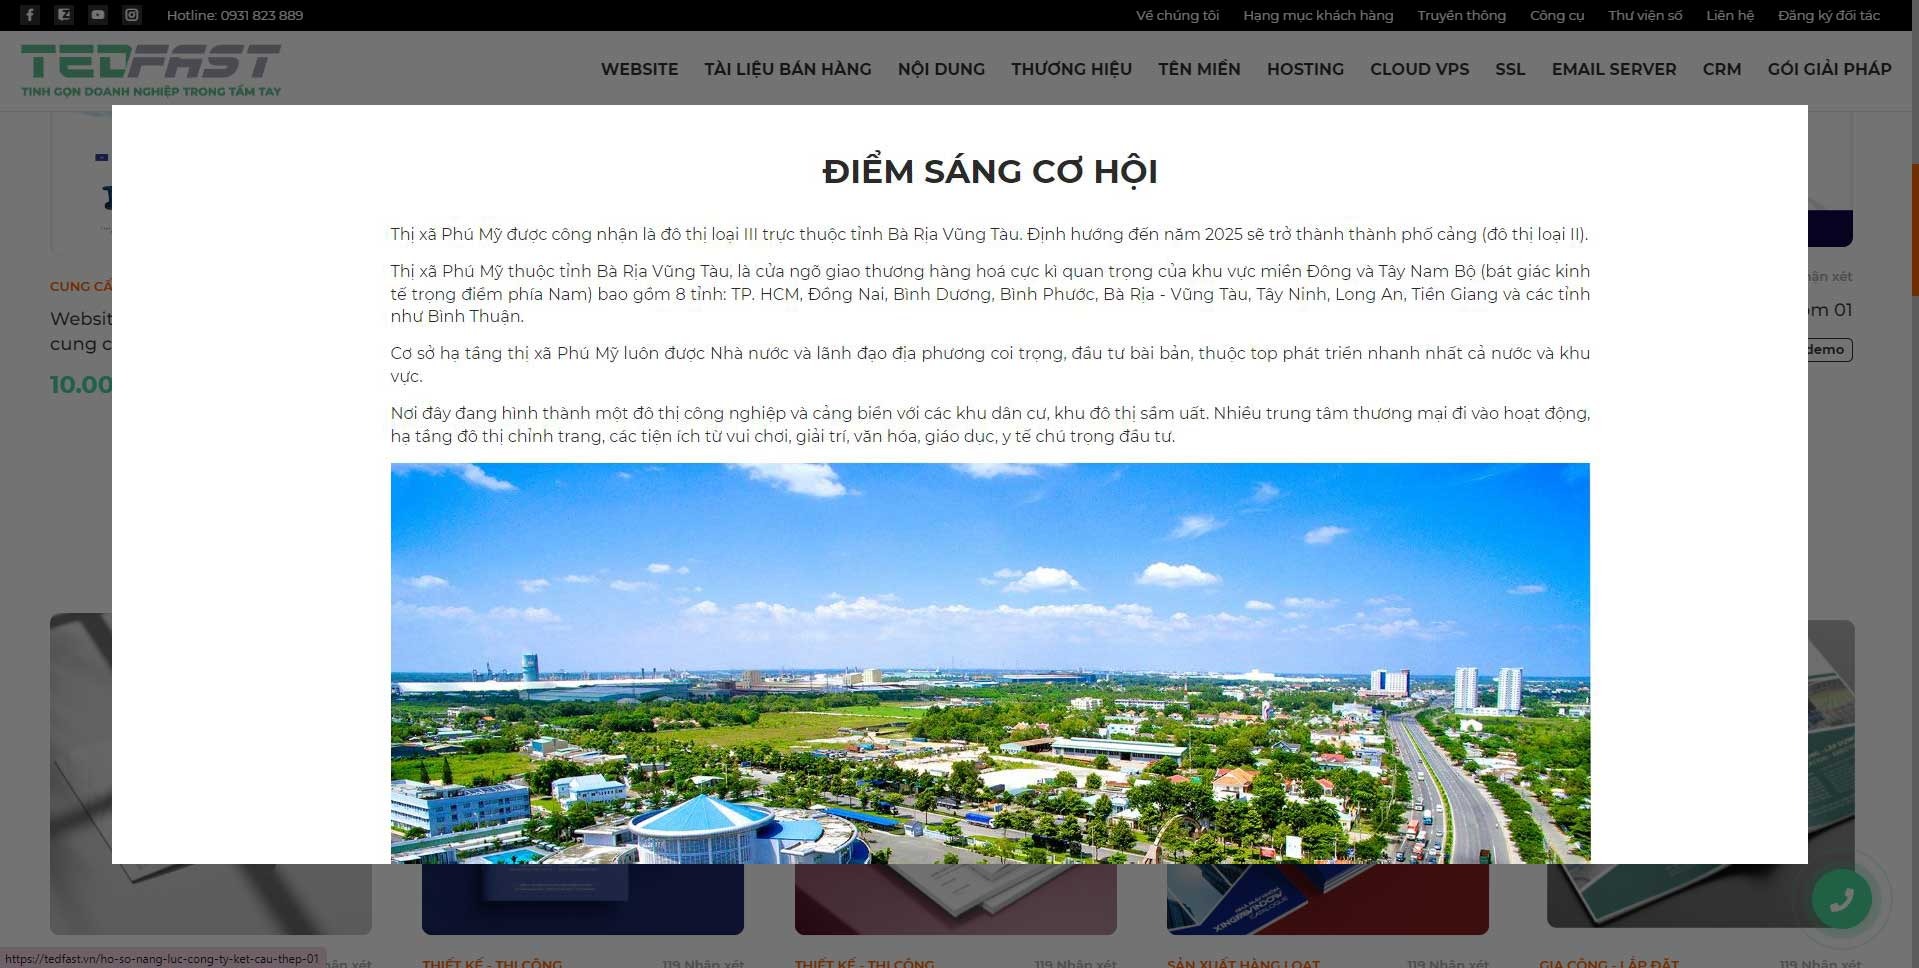 Hotline: 0931 823 889
Về chúng tôi Hạng mục khách hàng Truyền thông Công cụ Thư viện số Liên hệ Đăng ký đối tác
TEDFAST
TINH GỌN DOANH NGHIỆP TRONG TẦM TAY
WEBSITE TÀI LIỆU BÁN HÀNG NỘI DUNG THƯƠNG HIỆU TÊN MIỀN HOSTING CLOUD VPS SSL EMAIL SERVER CRM GÓI GIẢI PHÁP
ĐIỂM SÁNG CƠ HỘI
Thị xã Phú Mỹ được công nhận là đô thị loại III trực thuộc tỉnh Bà Rịa Vũng Tàu. Định hướng đến năm 2025 sẽ trở thành thành phố cảng (đô thị loại II).
Thị xã Phú Mỹ thuộc tỉnh Bà Rịa Vũng Tàu, là cửa ngõ giao thương hàng hoá cực kì quan trọng của khu vực miền Đông và Tây Nam Bộ (bát giác kinh
tế trọng điểm phía Nam) bao gồm 8 tỉnh: TP. HCM, Đồng Nai, Bình Dương, Bình Phước, Bà Rịa - Vũng Tàu, Tây Ninh, Long An, Tiền Giang và các tỉnh
như Bình Thuận.
Cơ sở hạ tầng thị xã Phú Mỹ luôn được Nhà nước và lãnh đạo địa phương coi trọng, đầu tư bài bản, thuộc top phát triển nhanh nhất cả nước và khu
vực.
Nơi đây đang hình thành một đô thị công nghiệp và cảng biển với các khu dân cư, khu đô thị sầm uất. Nhiều trung tâm thương mại đi vào hoạt động,
hạ tầng đô thị chỉnh trang, các tiện ích từ vui chơi, giải trí, văn hóa, giáo dục, y tế chú trọng đầu tư.
CUNG
xét
01
cung
demo
10.00
CATALOGUE
https://tedfast.vn/ho-so-nang-luc-cong-ty-ket-cau-thep-01
xét THIẾT KẾ - THI CÔNG 119 Nhận xét THIẾT KẾ - THI CÔNG 119 Nhận xét SẢN XUẤT HÀNG LOẠT 119 Nhận xét GIA CÔNG - LẮP ĐẶT 119 Nhận xét